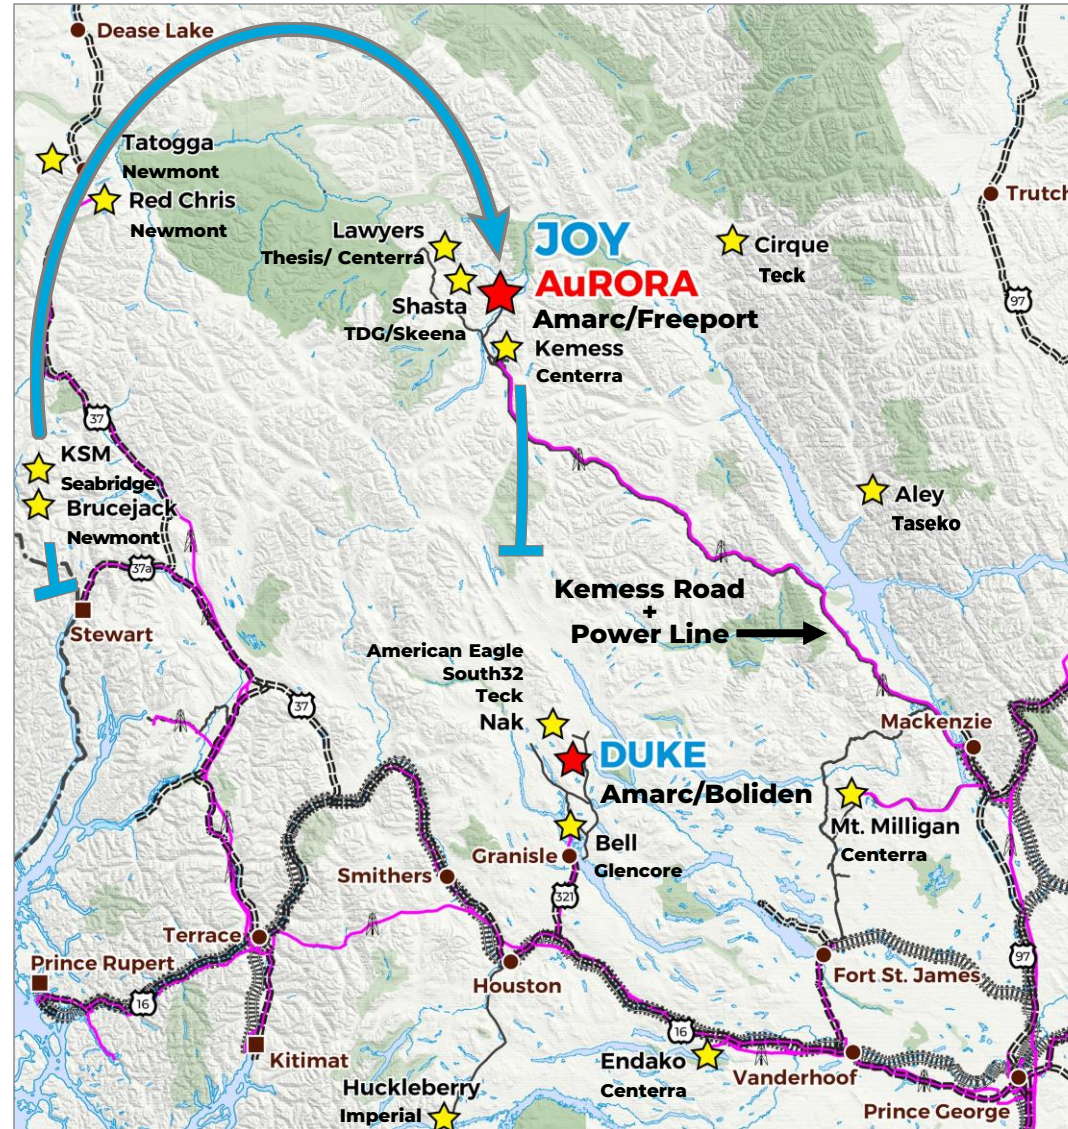 Dease Lake
Tatogga
Newmont
Red Chris
Newmont
Trutch
Lawyers
Thesis/ Centerra
JOY
AuRORA
Amarc/Freeport
Cirque
Teck
Shasta
TDG/Skeena
Kemess
Centerra
97
37
KSM
Seabridge
Brucejack
Newmont
Aley
Taseko
37a
Stewart
Kemess Road
+
Power Line
American Eagle
South32
Teck
Nak
37
Mackenzie
DUKE
Amarc/Boliden
Mt. Milligan
Centerra
Bell
Glencore
Granisle
Smithers
321
Terrace
Prince Rupert
16
Houston
Fort St. James
97
Kitimat
16
Endako
Centerra
Vanderhoof
Huckleberry
Imperial
Prince George